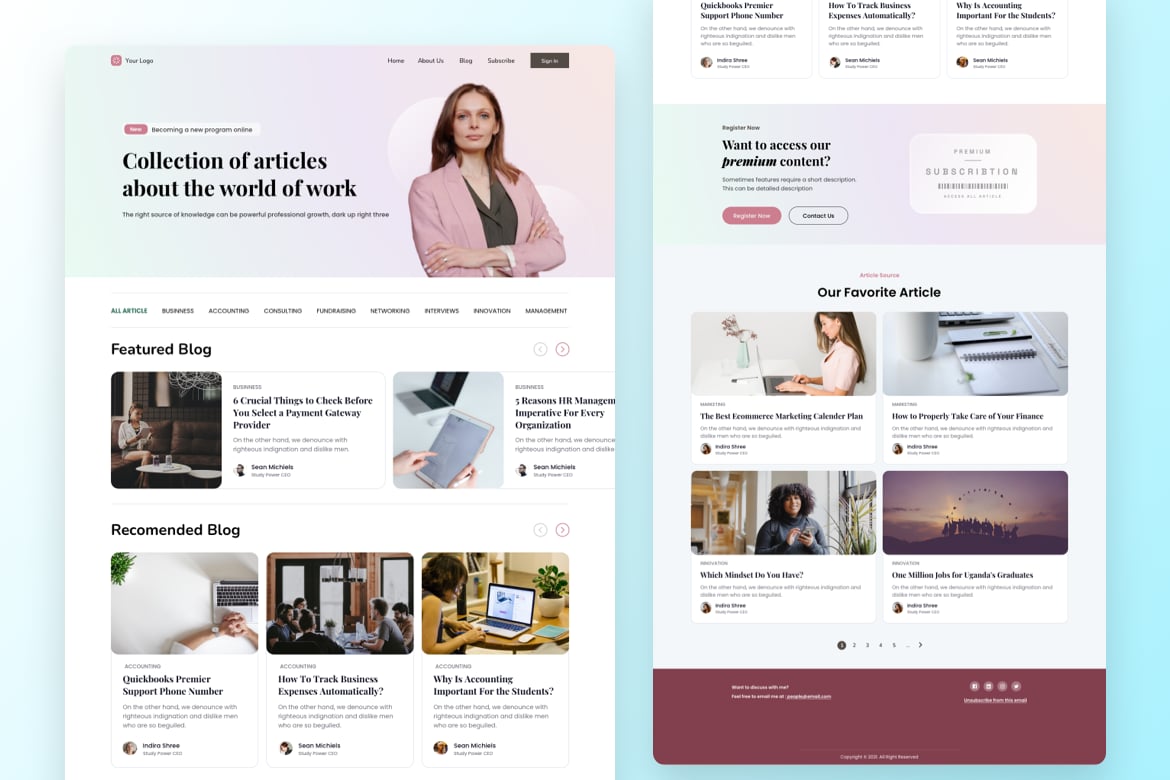 Your Logo
Home About Us Blog Subscribe Sign In
New Becoming a new program online
Collection of articles
about the world of work
The right source of knowledge can be powerful professional growth, dark up right three
ALL ARTICLE BUSINNESS ACCOUNTING CONSULTING FUNDRAISING NETWORKING INTERVIEWS INNOVATION MANAGEMENT
Featured Blog
BUSINNESS
6 Crucial Things to Check Before
You Select a Payment Gateway
Provider
On the other hand, we denounce with
righteous indignation and dislike men.
Sean Michiels
Study Power CEO
BUSINNESS
5 Reasons HR Managem
Imperative For Every
Organization
On the other hand, we denounce
righteous indignation and dislike
Sean Michiels
Study Power CEO
Recomended Blog
ACCOUNTING
Quickbooks Premier
Support Phone Number
On the other hand, we denounce with
righteous indignation and dislike men
who are so beguiled.
Indira Shree
Study Power CEO
ACCOUNTING
How To Track Business
Expenses Automatically?
On the other hand, we denounce with
righteous indignation and dislike men
who are so beguiled.
Sean Michiels
Study Power CEO
ACCOUNTING
Why Is Accounting
Important For the Students?
On the other hand, we denounce with
righteous indignation and dislike men
who are so beguiled.
Sean Michiels
Study Power CEO
Quickbooks Premier
Support Phone Number
On the other hand, we denounce with
righteous indignation and dislike men
who are so beguiled.
Indira Shree
Study Power CEO
How To Track Business
Expenses Automatically?
On the other hand, we denounce with
righteous indignation and dislike men
who are so beguiled.
Sean Michiels
Study Power CEO
Why Is Accounting
Important For the Students?
On the other hand, we denounce with
righteous indignation and dislike men
who are so beguiled.
Sean Michiels
Study Power CEO
Register Now
Want to access our
premium content?
Sometimes features require a short description.
This can be detailed description
Register Now Contact Us
PREMIUM
SUBSCRIBTION
ACCESS ALL ARTICLE
Article Source
Our Favorite Article
MARKETING
The Best Ecommerce Marketing Calender Plan
On the other hand, we denounce with righteous indignation and
dislike men who are so beguiled.
Indira Shree
Study Power CEO
MARKETING
How to Properly Take Care of Your Finance
On the other hand, we denounce with righteous indignation and
dislike men who are so beguiled.
Indira Shree
Study Power CEO
INNOVATION
Which Mindset Do You Have?
On the other hand, we denounce with righteous indignation and
dislike men who are so beguiled.
Indira Shree
Study Power CEO
INNOVATION
One Million Jobs for Uganda's Graduates
On the other hand, we denounce with righteous indignation and
dislike men who are so beguiled.
Indira Shree
Study Power CEO
1 2 3 4 5 ...
Want to discuss with me?
Feel free to email me at : people@email.com
Unsubscribe from this email
Copyright © 2021. All Right Reserved